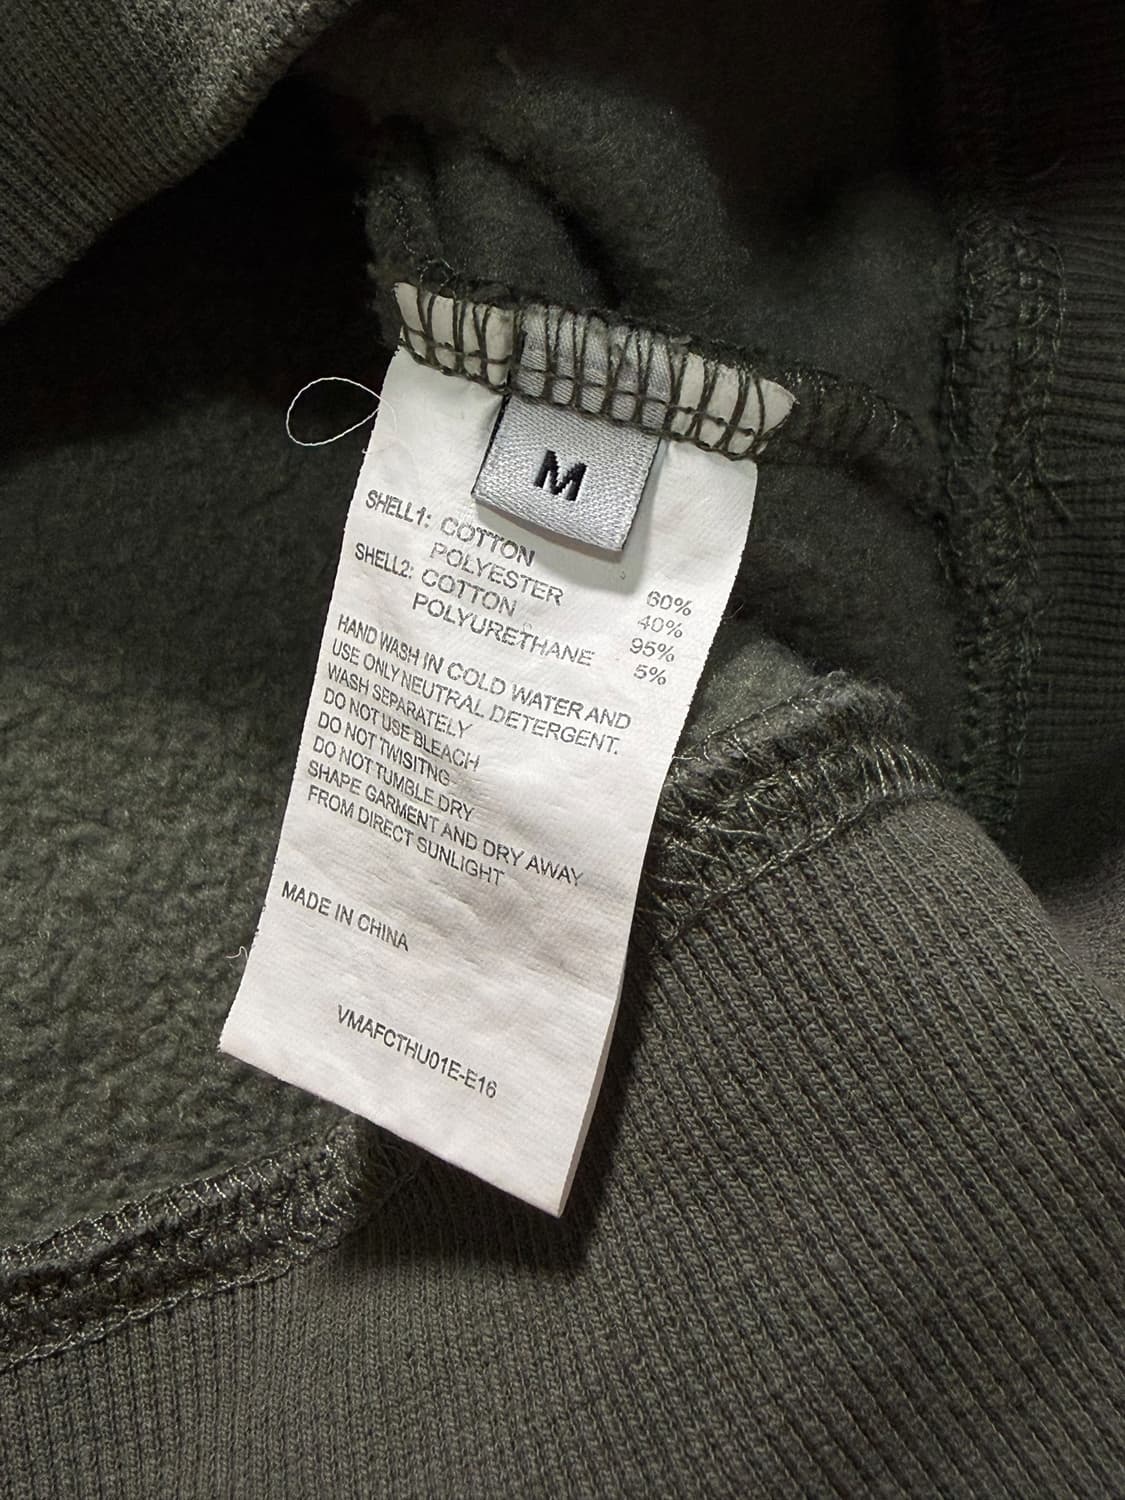 M
SHELL1: COTTON 60%
POLYESTER 40%
SHELL2: COTTON 95%
POLYURETHANE 5%
HAND WASH IN COLD WATER AND
USE ONLY NEUTRAL DETERGENT.
WASH SEPARATELY
DO NOT USE BLEACH
DO NOT TWISITNG
DO NOT TUMBLE DRY
SHAPE GARMENT AND DRY AWAY
FROM DIRECT SUNLIGHT
MADE IN CHINA
VMAFCTHU01E-E16